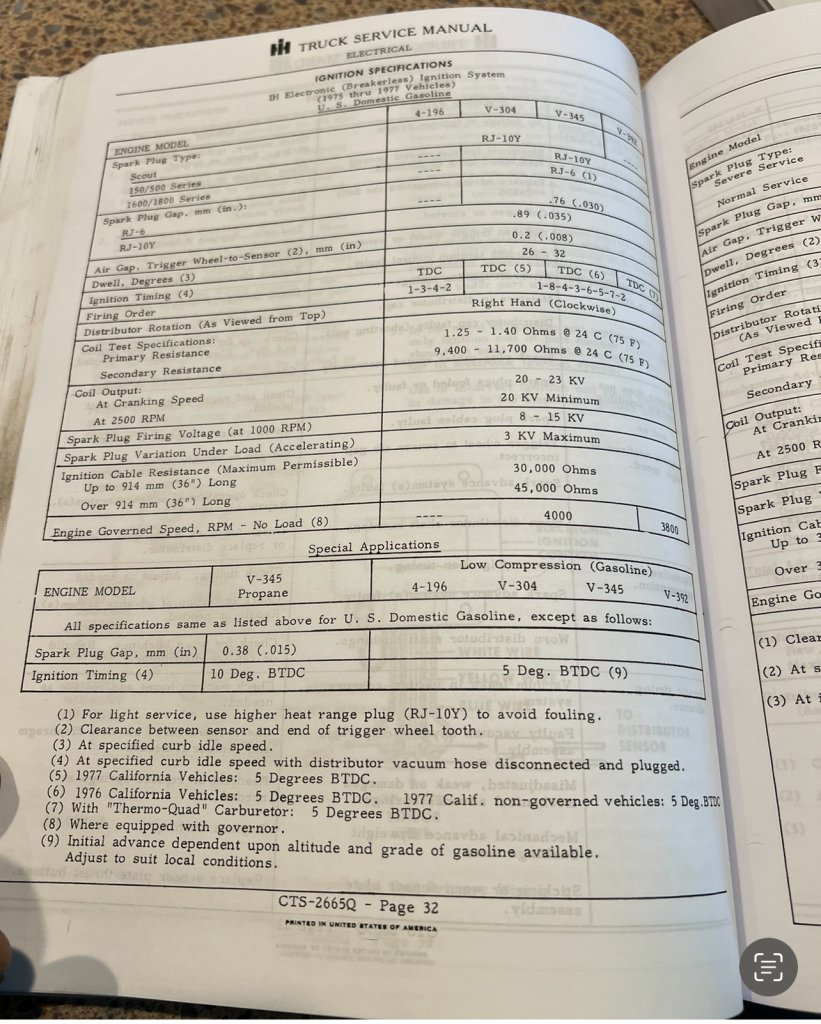 IH TRUCK SERVICE MANUAL
ELECTRICAL
IGNITION SPECIFICATIONS
IH Electronic (Breakerless) Ignition System
(1975 thru 1977 Vehicles)
U. S. Domestic Gasoline
ENGINE MODEL 4-196 V-304 V-345 V-392
Spark Plug Type:
Scout RJ-10Y
150/500 Series ---- RJ-10Y
1600/1800 Series ---- RJ-6 (1)
Spark Plug Gap, mm (in.):
RJ-6 ---- .76 (.030)
RJ-10Y .89 (.035)
Air Gap, Trigger Wheel-to-Sensor (2), mm (in) 0.2 (.008)
Dwell, Degrees (3) 26 - 32
Ignition Timing (4) TDC TDC (5) TDC (6) TDC (7)
Firing Order 1-3-4-2 1-8-4-3-6-5-7-2
Distributor Rotation (As Viewed from Top) Right Hand (Clockwise)
Coil Test Specifications:
Primary Resistance 1.25 - 1.40 Ohms @ 24 C (75 F)
Secondary Resistance 9,400 - 11,700 Ohms @ 24 C (75 F)
Coil Output:
At Cranking Speed 20 - 23 KV
At 2500 RPM 20 KV Minimum
Spark Plug Firing Voltage (at 1000 RPM) 8 - 15 KV
Spark Plug Variation Under Load (Accelerating) 3 KV Maximum
Ignition Cable Resistance (Maximum Permissible)
Up to 914 mm (36") Long 30,000 Ohms
Over 914 mm (36") Long 45,000 Ohms
Engine Governed Speed, RPM - No Load (8) ---- 4000 3800
Special Applications
ENGINE MODEL V-345 Propane Low Compression (Gasoline)
4-196 V-304 V-345 V-392
All specifications same as listed above for U. S. Domestic Gasoline, except as follows:
Spark Plug Gap, mm (in) 0.38 (.015)
Ignition Timing (4) 10 Deg. BTDC 5 Deg. BTDC (9)
(1) For light service, use higher heat range plug (RJ-10Y) to avoid fouling.
(2) Clearance between sensor and end of trigger wheel tooth.
(3) At specified curb idle speed.
(4) At specified curb idle speed with distributor vacuum hose disconnected and plugged.
(5) 1977 California Vehicles: 5 Degrees BTDC.
(6) 1976 California Vehicles: 5 Degrees BTDC. 1977 Calif. non-governed vehicles: 5 Deg.BTDC
(7) With "Thermo-Quad" Carburetor: 5 Degrees BTDC.
(8) Where equipped with governor.
(9) Initial advance dependent upon altitude and grade of gasoline available.
Adjust to suit local conditions.
CTS-2665Q - Page 32
PRINTED IN UNITED STATES OF AMERICA
Engine Model
Spark Plug Type:
Severe Service
Normal Service
Spark Plug Gap, mm
Air Gap, Trigger W
Dwell, Degrees (2)
Ignition Timing (3
Firing Order
Distributor Rotati
(As Viewed
Coil Test Specifi
Primary Res
Secondary
Coil Output:
At Cranki
At 2500 R
Spark Plug F
Spark Plug
Ignition Cab
Up to 3
Over 3
Engine Go
(1) Clear
(2) At s
(3) At